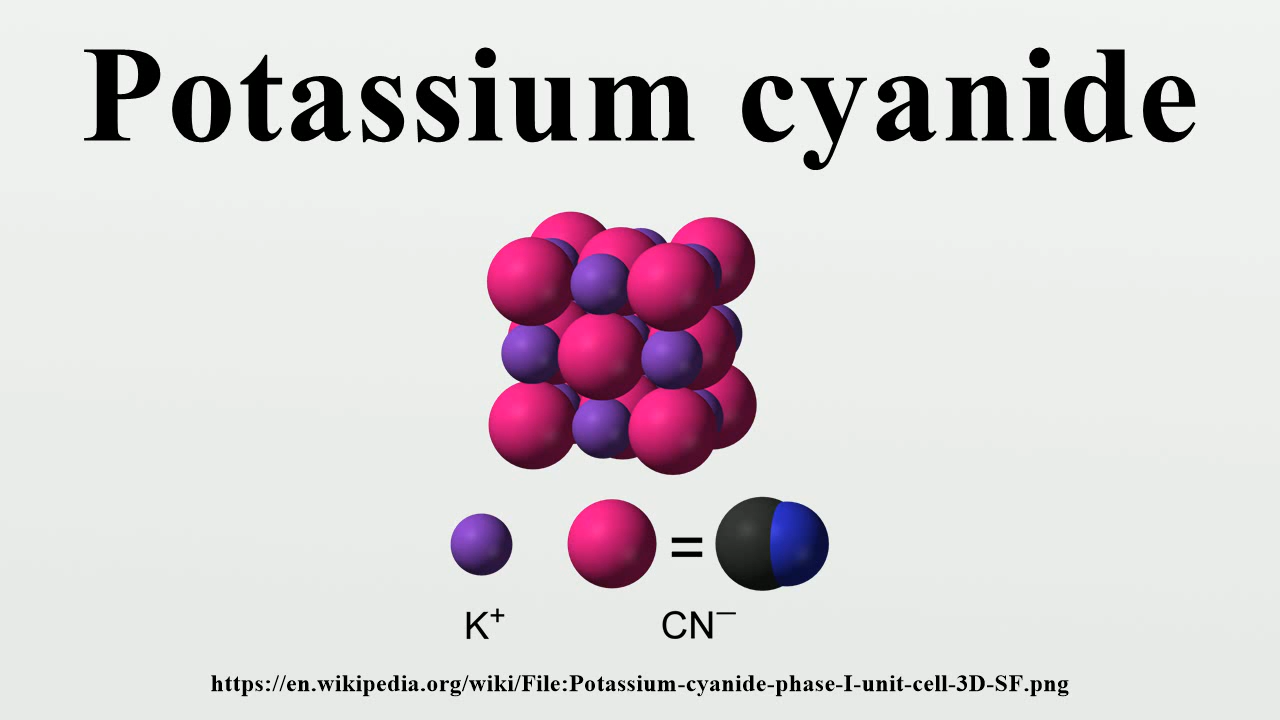 Potassium cyanide
=
K⁺ CN⁻
https://en.wikipedia.org/wiki/File:Potassium-cyanide-phase-I-unit-cell-3D-SF.png